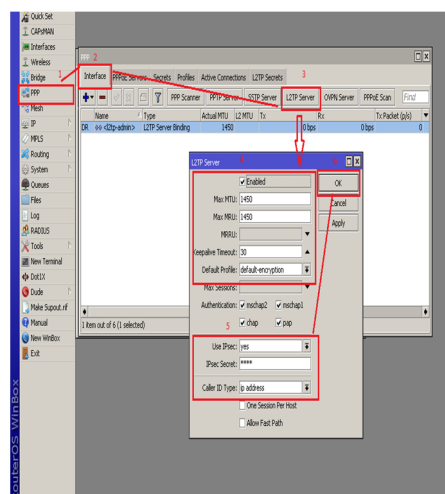 Quick Set
CAPsMAN
Interfaces
Wireless
Bridge
PPP
Mesh
IP
MPLS
Routing
System
Queues
Files
Log
RADIUS
Tools
New Terminal
Dot1X
Dude
Make Supout.rif
Manual
New WinBox
Exit
outerOS WinBox
1
PPP 2
3
Interface PPPoE Servers Secrets Profiles Active Connections L2TP Secrets
PPP Scanner PPTP Server SSTP Server L2TP Server OVPN Server PPPoE Scan Find
Name Type Actual MTU L2 MTU Tx Rx Tx Packet (p/s)
DR <l2tp-admin> L2TP Server Binding 1450 0 bps 0 bps 0
1 item out of 6 (1 selected)
L2TP Server
Enabled
Max MTU: 1450
Max MRU: 1450
MRRU:
Keepalive Timeout: 30
Default Profile: default-encryption
Max Sessions:
Authentication: mschap2 mschap1
chap pap
5
Use IPsec: yes
IPsec Secret: ****
Caller ID Type: ip address
One Session Per Host
Allow Fast Path
OK
Cancel
Apply